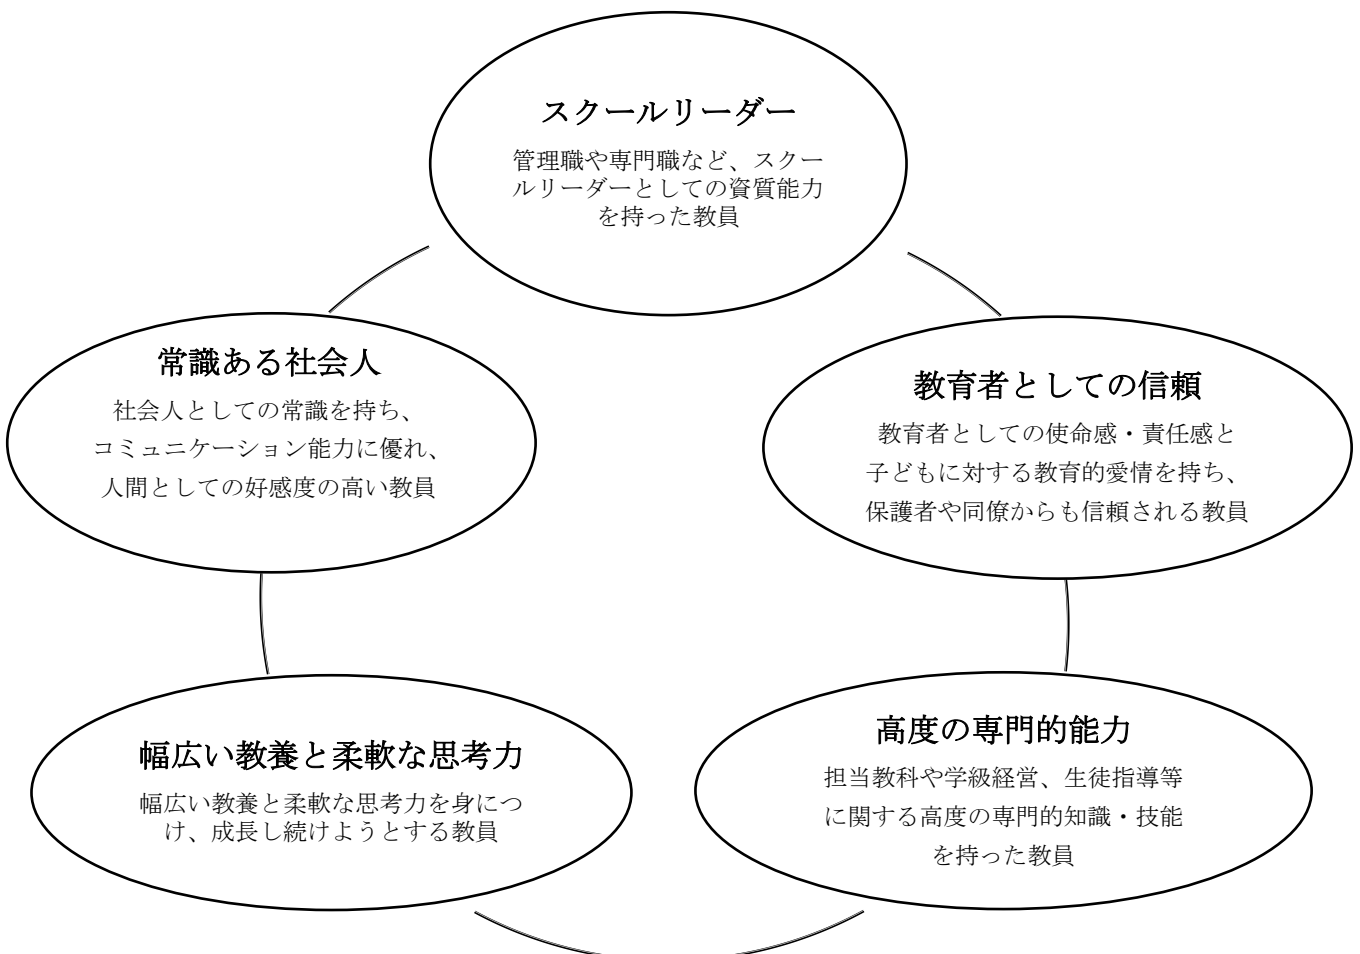 スクールリーダー
管理職や専門職など、スクー
ルリーダーとしての資質能力
を持った教員
常識ある社会人
社会人としての常識を持ち、
コミュニケーション能力に優れ、
人間としての好感度の高い教員
教育者としての信頼
教育者としての使命感・責任感と
子どもに対する教育的愛情を持ち、
保護者や同僚からも信頼される教員
幅広い教養と柔軟な思考力
幅広い教養と柔軟な思考力を身につ
け、成長し続けようとする教員
高度の専門的能力
担当教科や学級経営、生徒指導等
に関する高度の専門的知識・技能
を持った教員